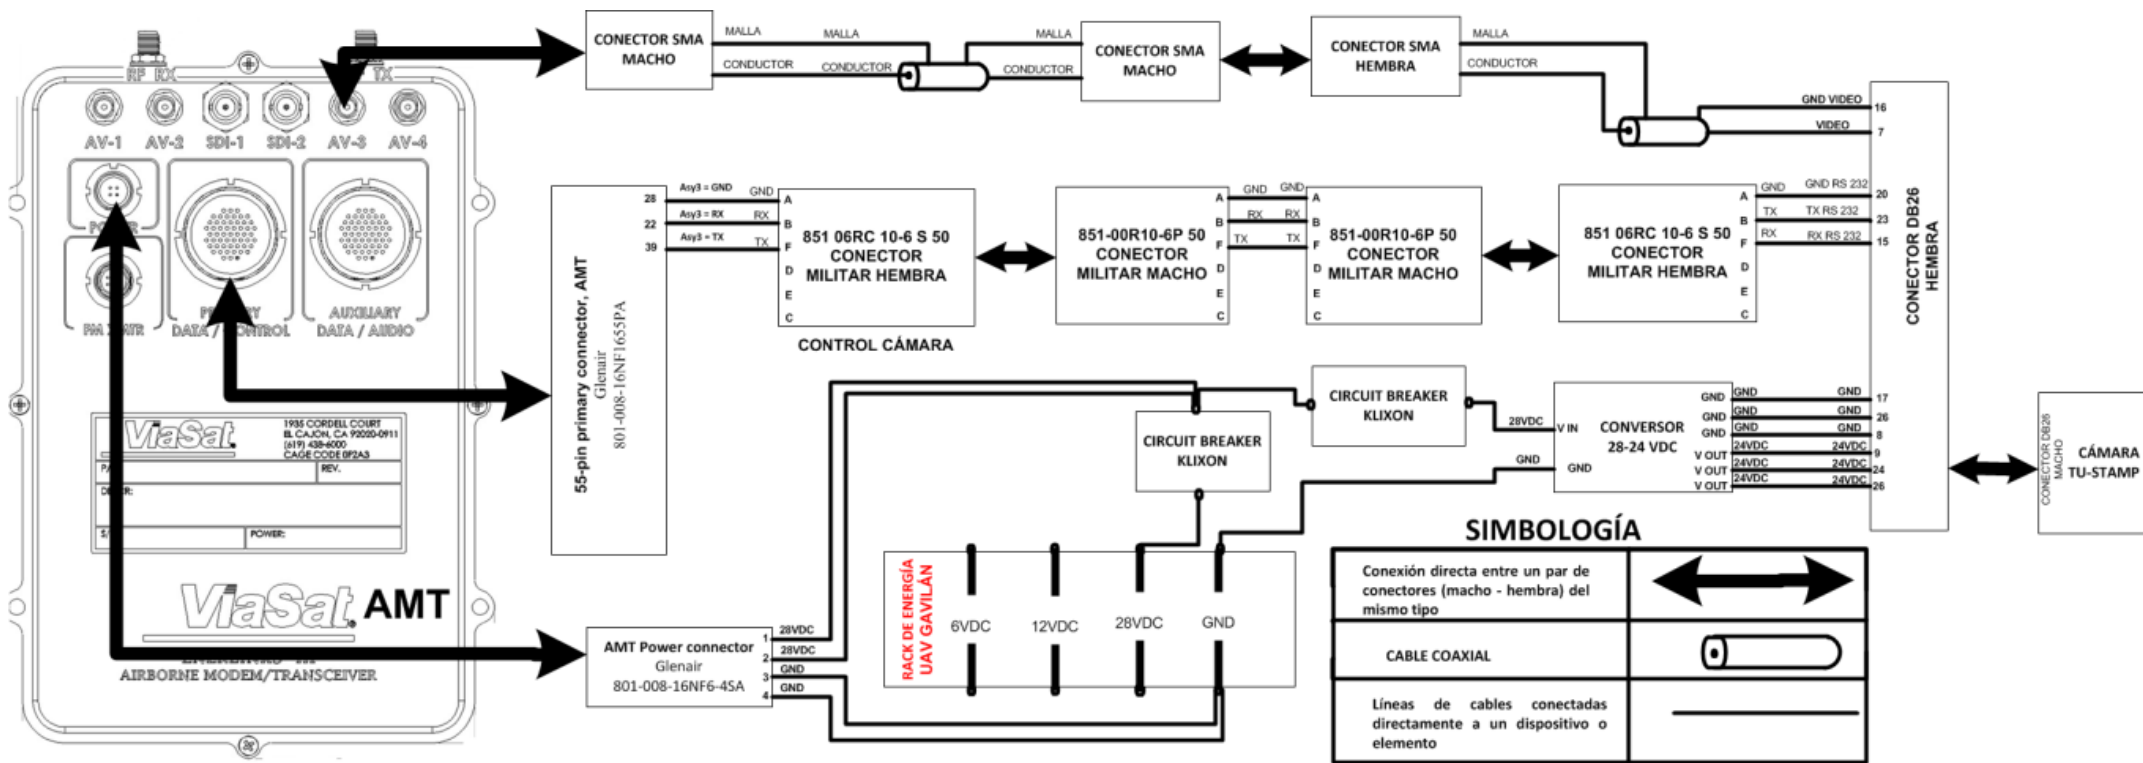 RF RX
TX
AV-1
AV-2
SDI-1
SDI-2
AV-3
AV-4
AUXILIARY
DATA / AUDIO
ViaSat
1935 CORDELL COURT
EL CAJON, CA 92020-0911
(619) 438-6000
CAGE CODE 0P2A3
REV.
POWER:
ViaSat AMT
AIRBORNE MODEM/TRANSCEIVER
CONECTOR SMA
MACHO
MALLA
CONDUCTOR
MALLA
CONDUCTOR
MALLA
CONDUCTOR
CONECTOR SMA
MACHO
CONECTOR SMA
HEMBRA
MALLA
CONDUCTOR
GND VIDEO
16
VIDEO
7
55-pin primary connector, AMT
Glenair
801-008-16NF1655PA
28
22
39
Asy3 = GND
Asy3 = RX
Asy3 = TX
GND
RX
TX
A
B
F
D
E
C
851 06RC 10-6 S 50
CONECTOR
MILITAR HEMBRA
CONTROL CÁMARA
851-00R10-6P 50
CONECTOR
MILITAR MACHO
A
B
F
D
E
C
GND
GND
RX
RX
TX
TX
A
B
F
D
E
C
851-00R10-6P 50
CONECTOR
MILITAR MACHO
851 06RC 10-6 S 50
CONECTOR
MILITAR HEMBRA
A
B
F
D
E
C
GND
GND RS 232
20
TX
TX RS 232
23
RX
RX RS 232
15
CONECTOR DB26
HEMBRA
CIRCUIT BREAKER
KLIXON
CIRCUIT BREAKER
KLIXON
28VDC
V IN
GND
GND
CONVERSOR
28-24 VDC
GND
GND
GND
17
GND
GND
GND
26
GND
GND
GND
8
V OUT
24VDC
24VDC
9
V OUT
24VDC
24VDC
24
V OUT
24VDC
24VDC
26
CONECTOR DB26
MACHO
CÁMARA
TU-STAMP
AMT Power connector
Glenair
801-008-16NF6-4SA
1
2
3
4
28VDC
28VDC
GND
GND
RACK DE ENERGÍA
UAV GAVILÁN
6VDC
12VDC
28VDC
GND
SIMBOLOGÍA
Conexión directa entre un par de
conectores (macho - hembra) del
mismo tipo
CABLE COAXIAL
Líneas de cables conectadas
directamente a un dispositivo o
elemento